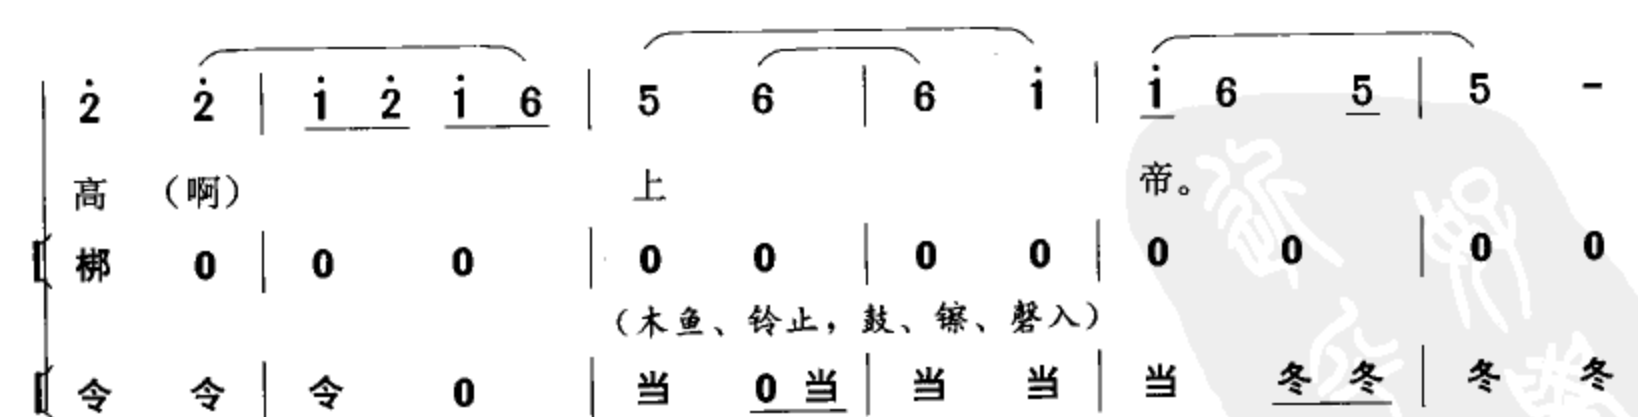 2̇ 2̇ | 1̇ 2̇ 1̇ 6 | 5 6 | 6 1̇ | 1̇ 6 5 | 5 -
高 （啊） 上 帝。
梆 0 | 0 0 | 0 0 | 0 0 | 0 0 | 0 0
（木鱼、铃止，鼓、镲、磬入）
令 令 | 令 0 | 当 0 当 | 当 当 | 当 冬 冬 | 冬 冬